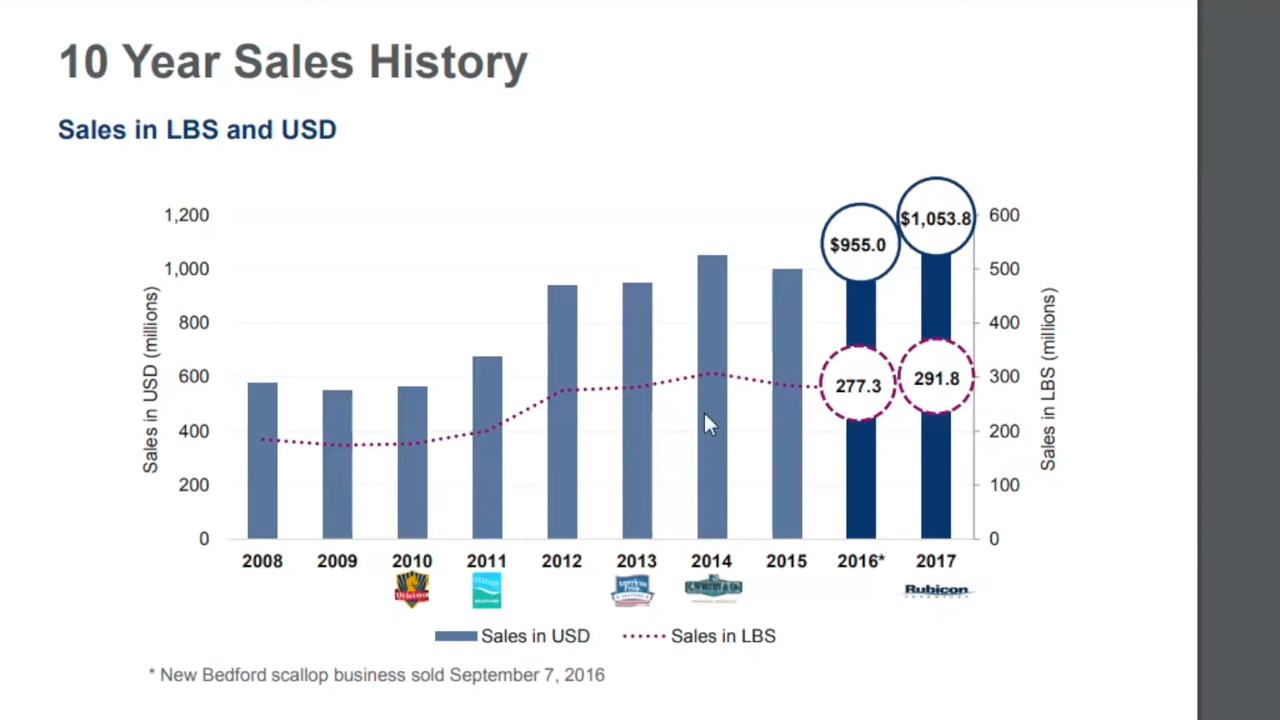 10 Year Sales History
Sales in LBS and USD
$1,053.8
1,200
600
$955.0
1,000
500
Sales in USD (millions)
Sales in LBS (millions)
800
400
600
300
277.3
291.8
400
200
200
100
0
0
2008 2009 2010 2011 2012 2013 2014 2015 2016* 2017
American
Pride
Rubicon
Sales in USD Sales in LBS
* New Bedford scallop business sold September 7, 2016